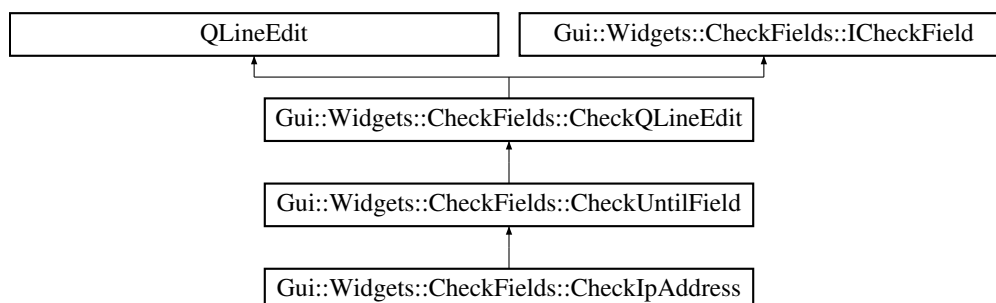 QLineEdit
Gui::Widgets::CheckFields::ICheckField
Gui::Widgets::CheckFields::CheckQLineEdit
Gui::Widgets::CheckFields::CheckUntilField
Gui::Widgets::CheckFields::CheckIpAddress